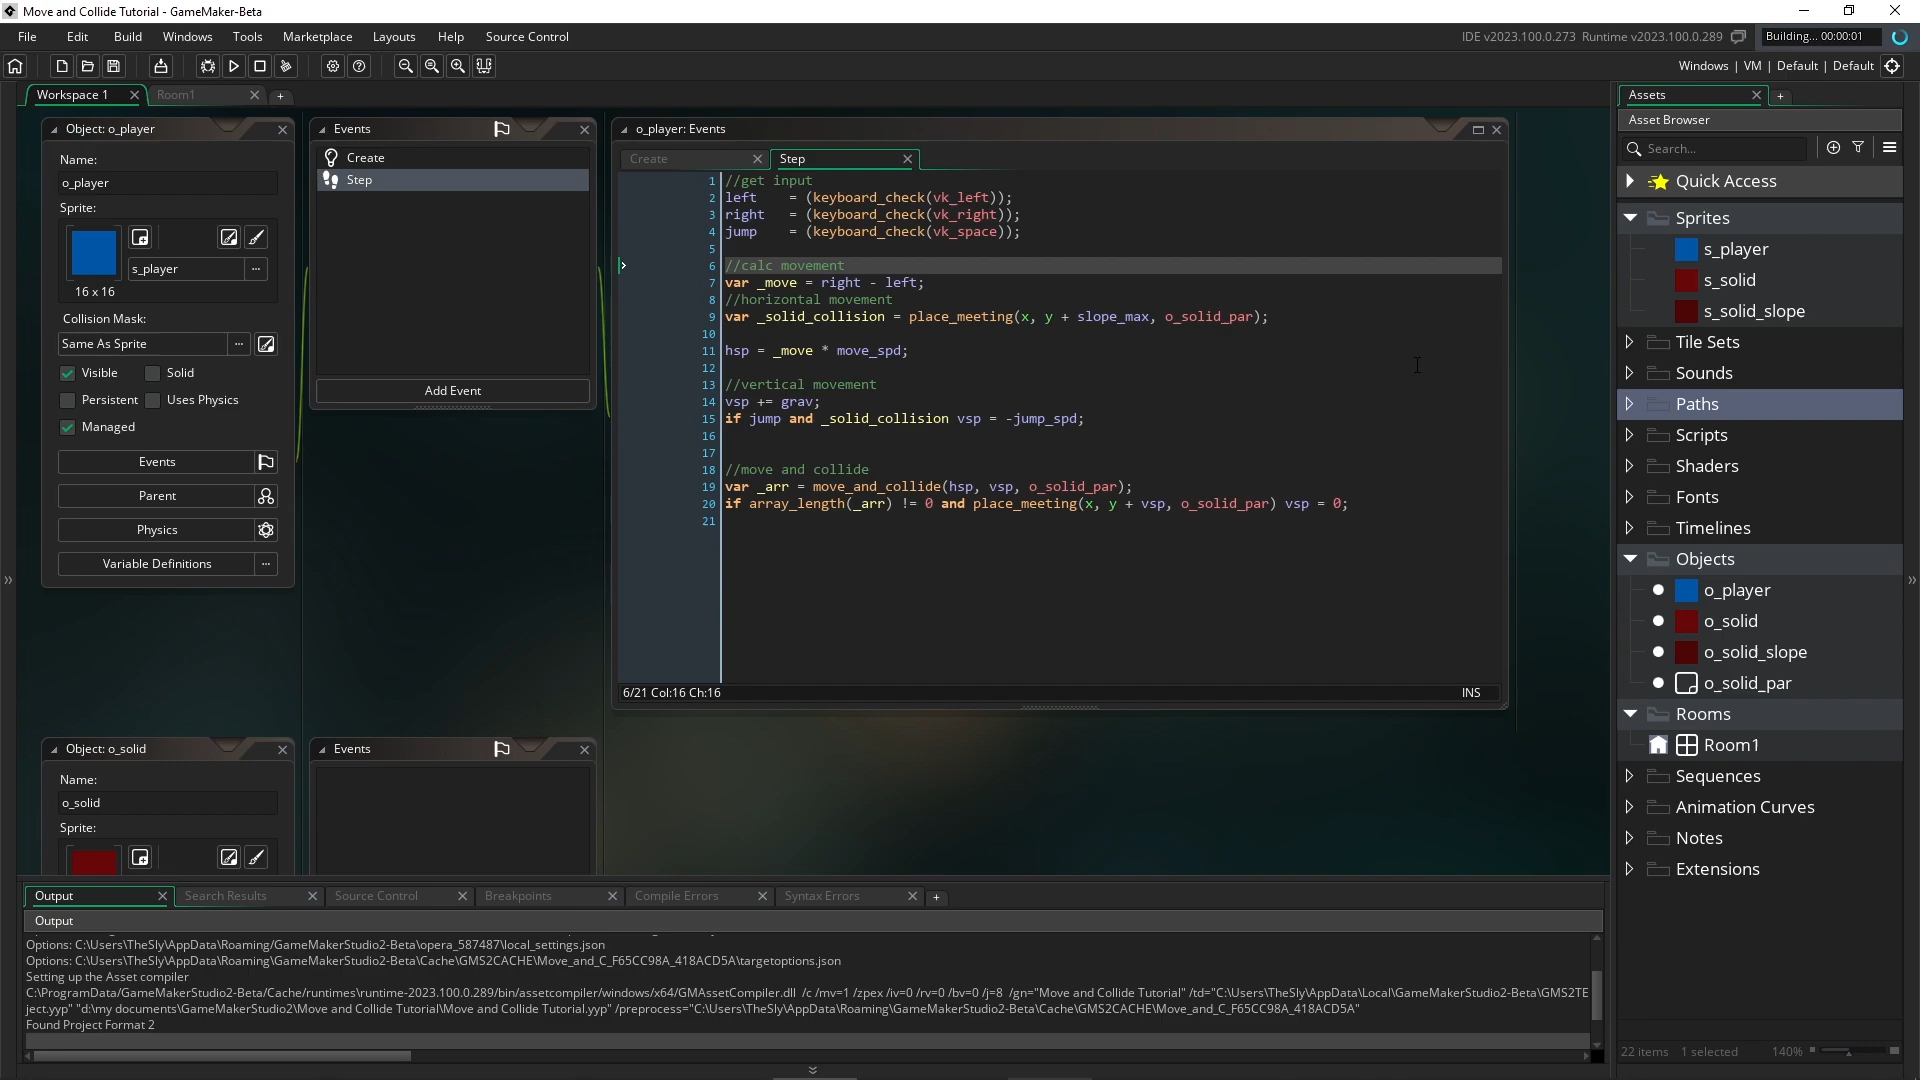 Move and Collide Tutorial - GameMaker-Beta
File Edit Build Windows Tools Marketplace Layouts Help Source Control
IDE v2023.100.0.273 Runtime v2023.100.0.289
Building... 00:00:01
Windows | VM | Default | Default
Workspace 1
Room1
Object: o_player
Name:
o_player
Sprite:
s_player
16 x 16
Collision Mask:
Same As Sprite
Visible
Solid
Persistent
Uses Physics
Managed
Events
Parent
Physics
Variable Definitions
Events
Create
Step
Add Event
o_player: Events
Create
Step
1 //get input
2 left = (keyboard_check(vk_left));
3 right = (keyboard_check(vk_right));
4 jump = (keyboard_check(vk_space));
5
6 //calc movement
7 var _move = right - left;
8 //horizontal movement
9 var _solid_collision = place_meeting(x, y + slope_max, o_solid_par);
10
11 hsp = _move * move_spd;
12
13 //vertical movement
14 vsp += grav;
15 if jump and _solid_collision vsp = -jump_spd;
16
17
18 //move and collide
19 var _arr = move_and_collide(hsp, vsp, o_solid_par);
20 if array_length(_arr) != 0 and place_meeting(x, y + vsp, o_solid_par) vsp = 0;
21
6/21 Col:16 Ch:16
INS
Object: o_solid
Name:
o_solid
Sprite:
Events
Assets
Asset Browser
Search...
Quick Access
Sprites
s_player
s_solid
s_solid_slope
Tile Sets
Sounds
Paths
Scripts
Shaders
Fonts
Timelines
Objects
o_player
o_solid
o_solid_slope
o_solid_par
Rooms
Room1
Sequences
Animation Curves
Notes
Extensions
22 items 1 selected 140%
Output
Search Results
Source Control
Breakpoints
Compile Errors
Syntax Errors
Output
Options: C:\Users\TheSly\AppData\Roaming/GameMakerStudio2-Beta\opera_587487\local_settings.json
Options: C:\Users\TheSly\AppData\Roaming\GameMakerStudio2-Beta\Cache\GMS2CACHE\Move_and_C_F65CC98A_418ACD5A\targetoptions.json
Setting up the Asset compiler
C:\ProgramData/GameMakerStudio2-Beta/Cache/runtimes\runtime-2023.100.0.289/bin/assetcompiler/windows/x64/GMAssetCompiler.dll /c /mv=1 /zpex /iv=0 /rv=0 /bv=0 /j=8 /gn="Move and Collide Tutorial" /td="C:\Users\TheSly\AppData\Local\GameMakerStudio2-Beta\GMS2TE
ject.yyp" "d:\my documents\GameMakerStudio2\Move and Collide Tutorial\Move and Collide Tutorial.yyp" /preprocess="C:\Users\TheSly\AppData\Roaming\GameMakerStudio2-Beta\Cache\GMS2CACHE\Move_and_C_F65CC98A_418ACD5A"
Found Project Format 2